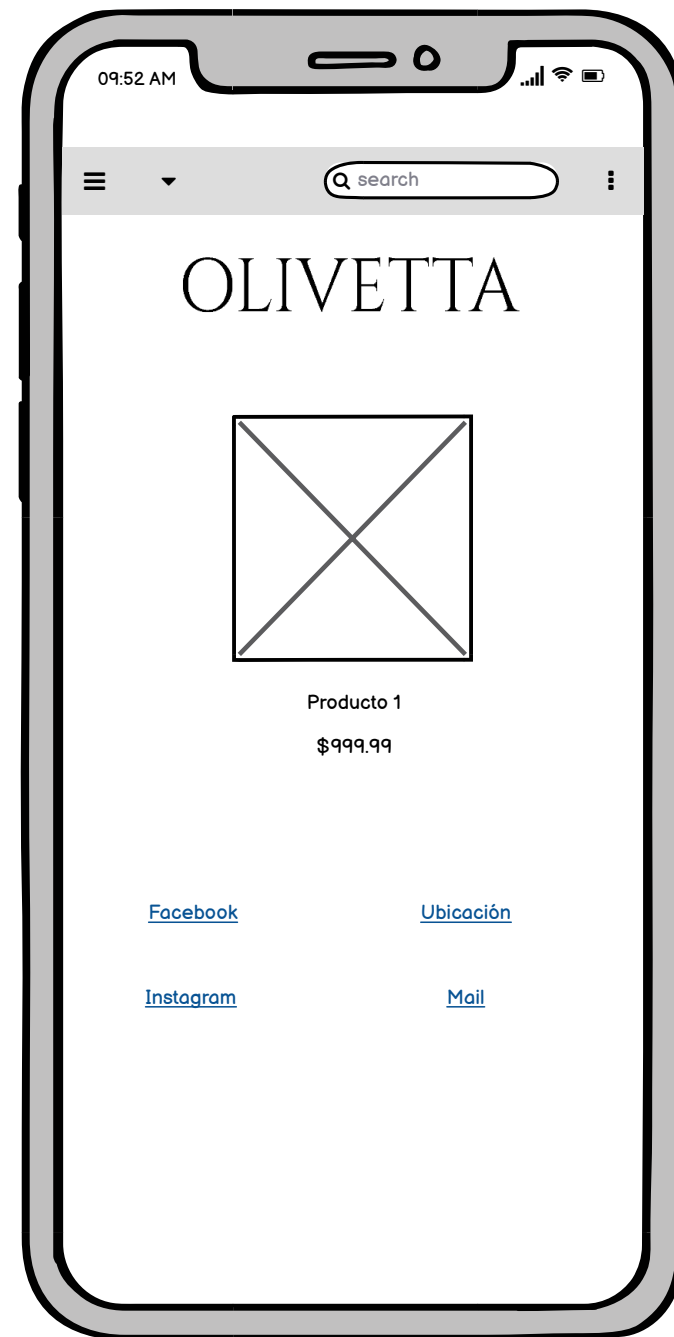 09:52 AM
search
OLIVETTA
Producto 1
$999.99
Facebook
Ubicación
Instagram
Mail